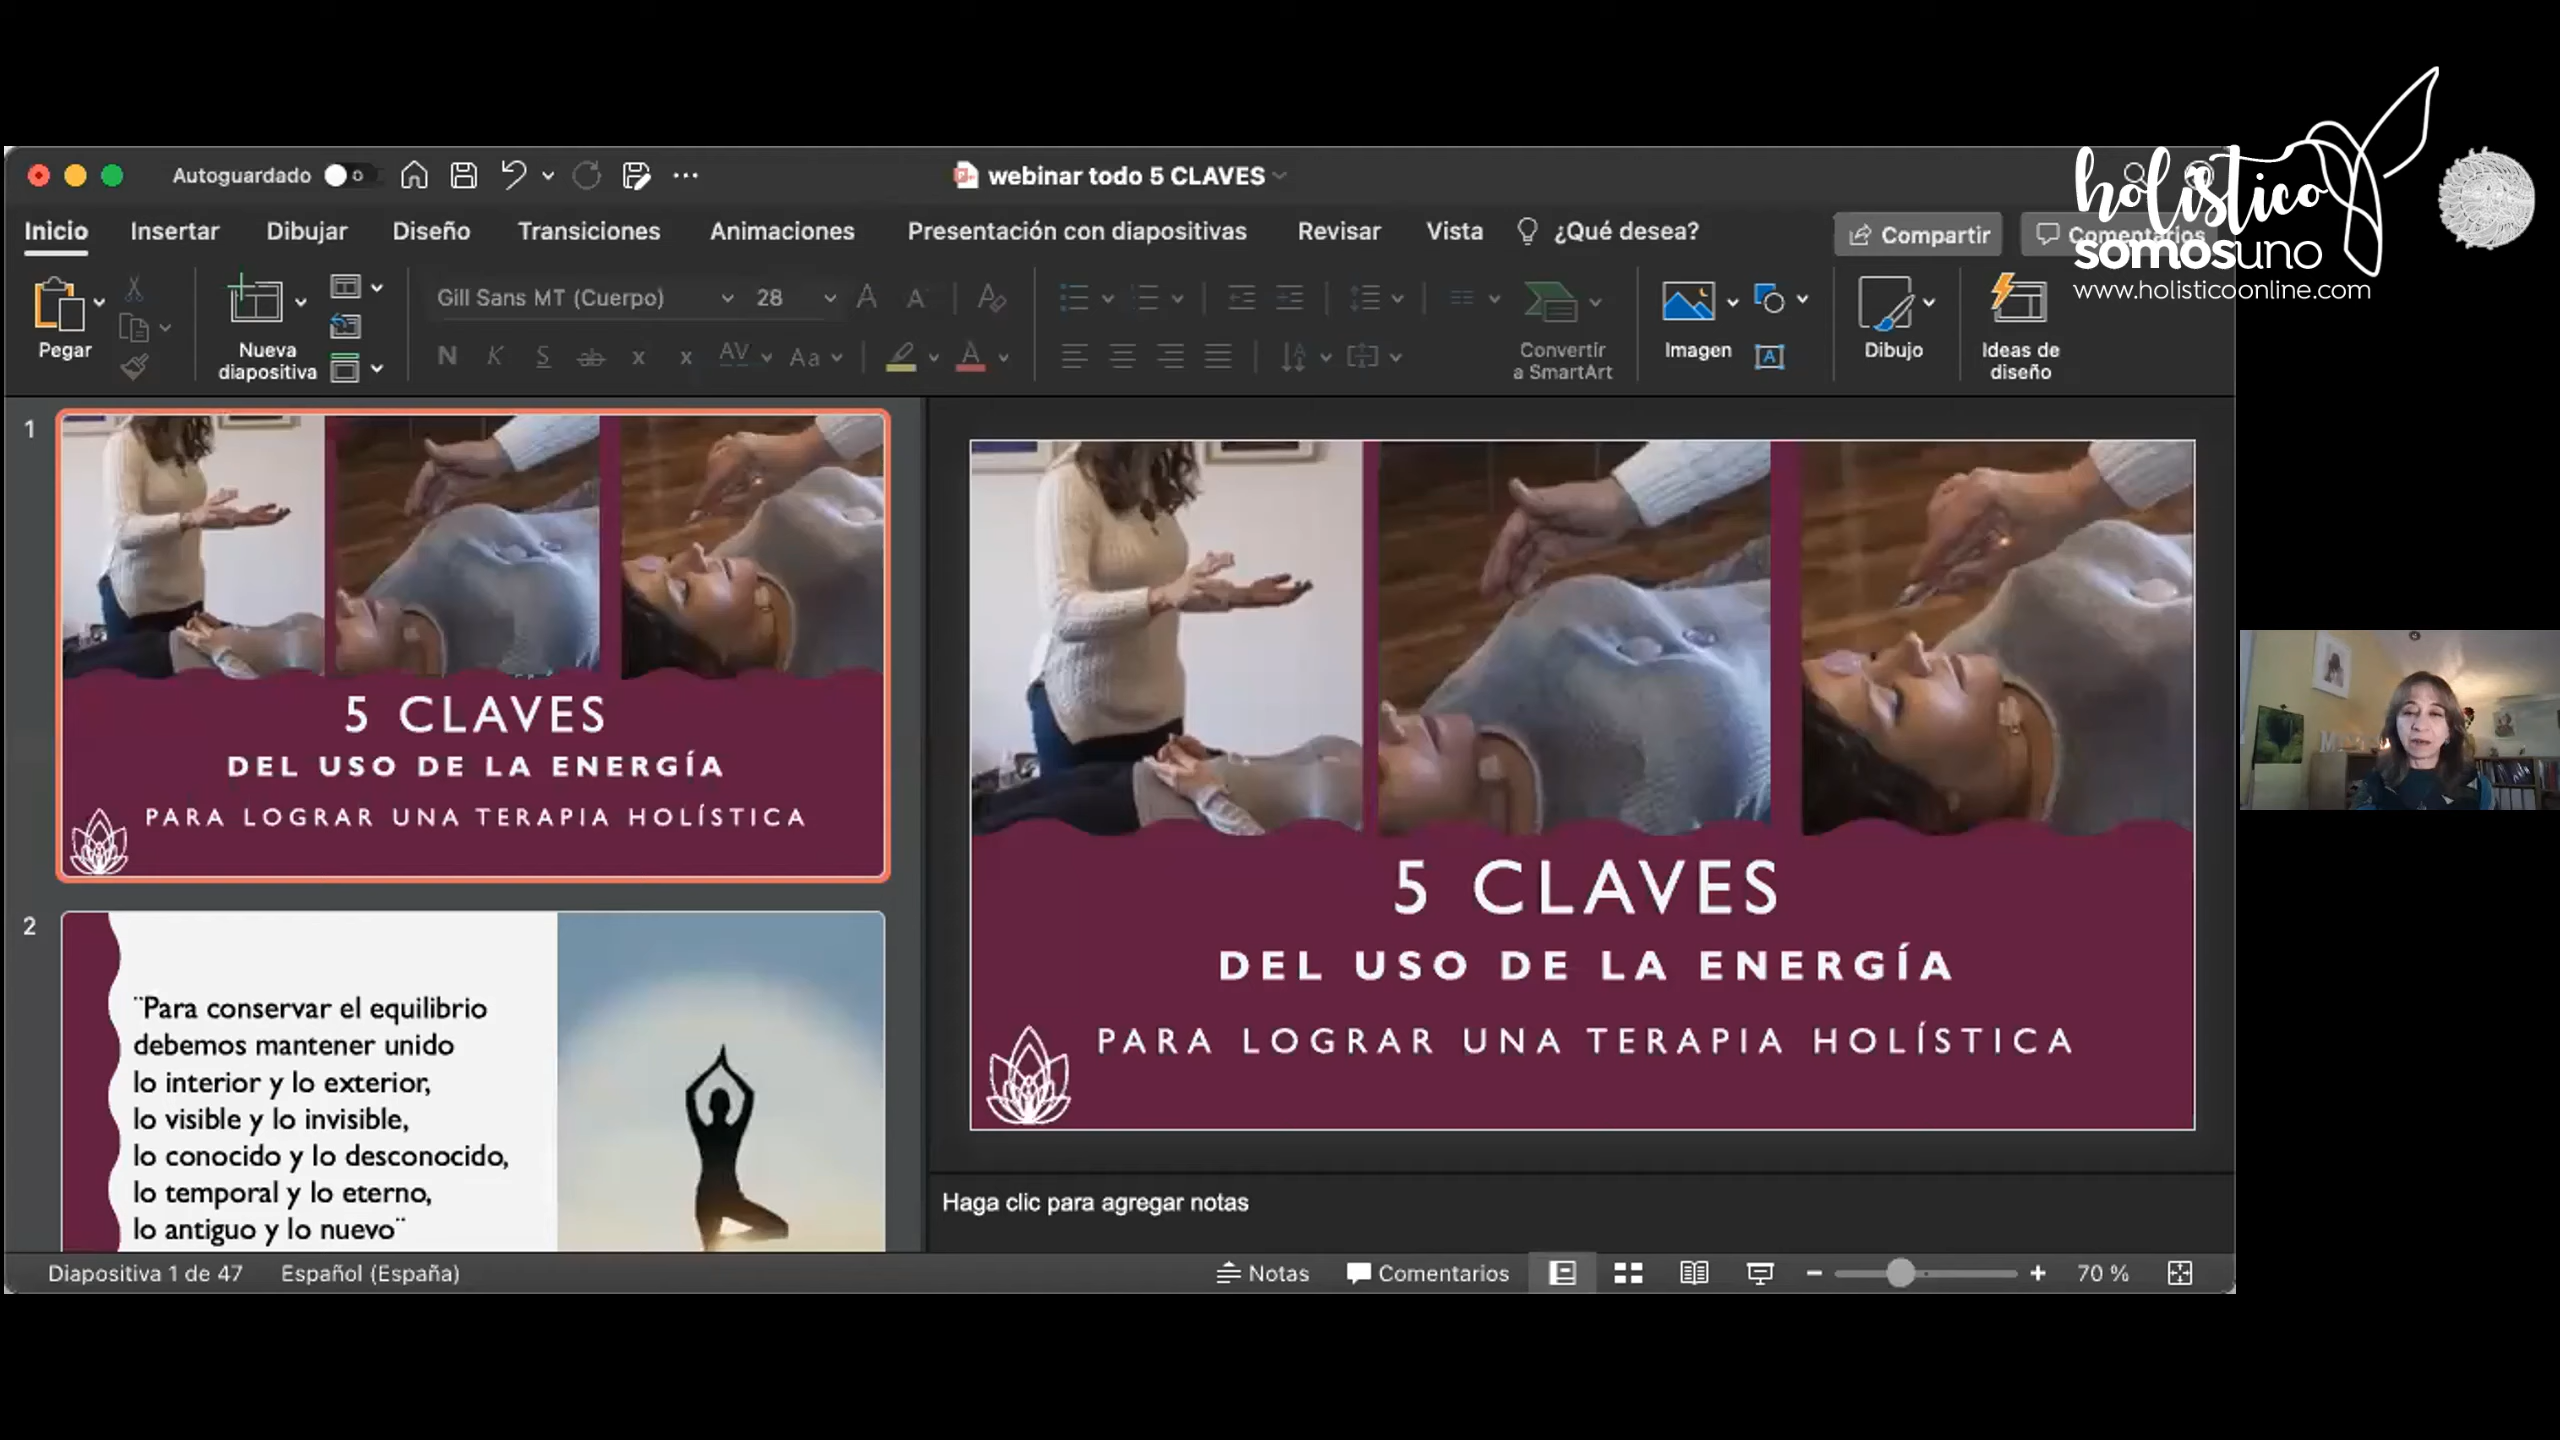 holístico
somosuno
www.holisticoonline.com
Autoguardado
webinar todo 5 CLAVES
Inicio Insertar Dibujar Diseño Transiciones Animaciones Presentación con diapositivas Revisar Vista ¿Qué desea? Compartir Comentarios
Pegar
Nueva
diapositiva
Gill Sans MT (Cuerpo) 28
N K S ab x x AV Aa A
Convertir
a SmartArt
Imagen
Dibujo
Ideas de
diseño
1
5 CLAVES
DEL USO DE LA ENERGÍA
PARA LOGRAR UNA TERAPIA HOLÍSTICA
2
¨Para conservar el equilibrio
debemos mantener unido
lo interior y lo exterior,
lo visible y lo invisible,
lo conocido y lo desconocido,
lo temporal y lo eterno,
lo antiguo y lo nuevo¨
5 CLAVES
DEL USO DE LA ENERGÍA
PARA LOGRAR UNA TERAPIA HOLÍSTICA
Haga clic para agregar notas
Diapositiva 1 de 47 Español (España) Notas Comentarios 70 %